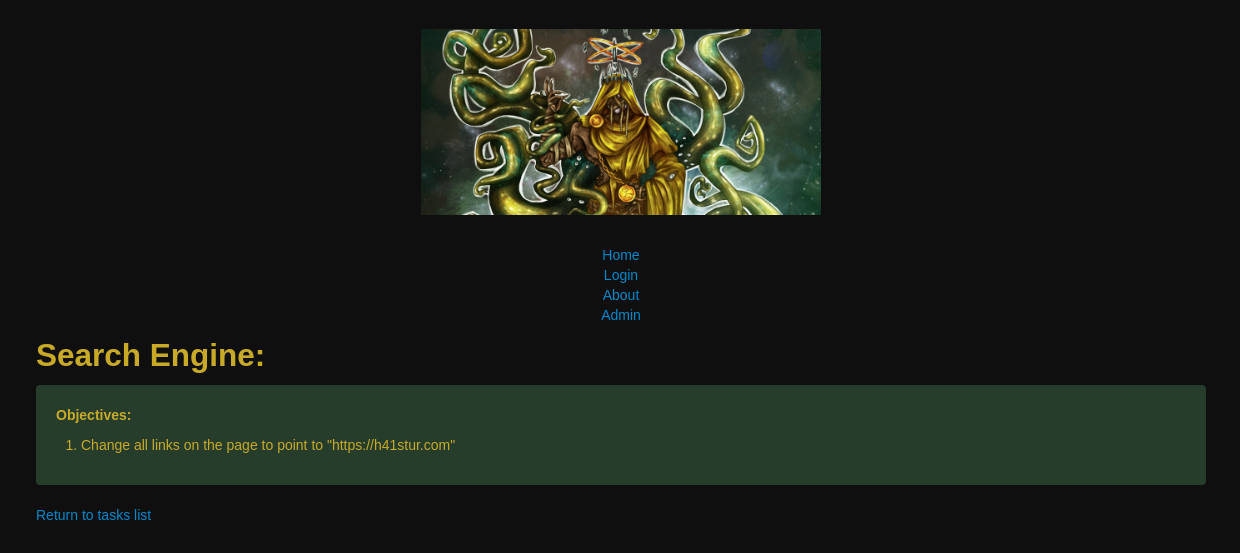 Home
Login
About
Admin
Search Engine:
Objectives:
1. Change all links on the page to point to "https://h41stur.com"
Return to tasks list